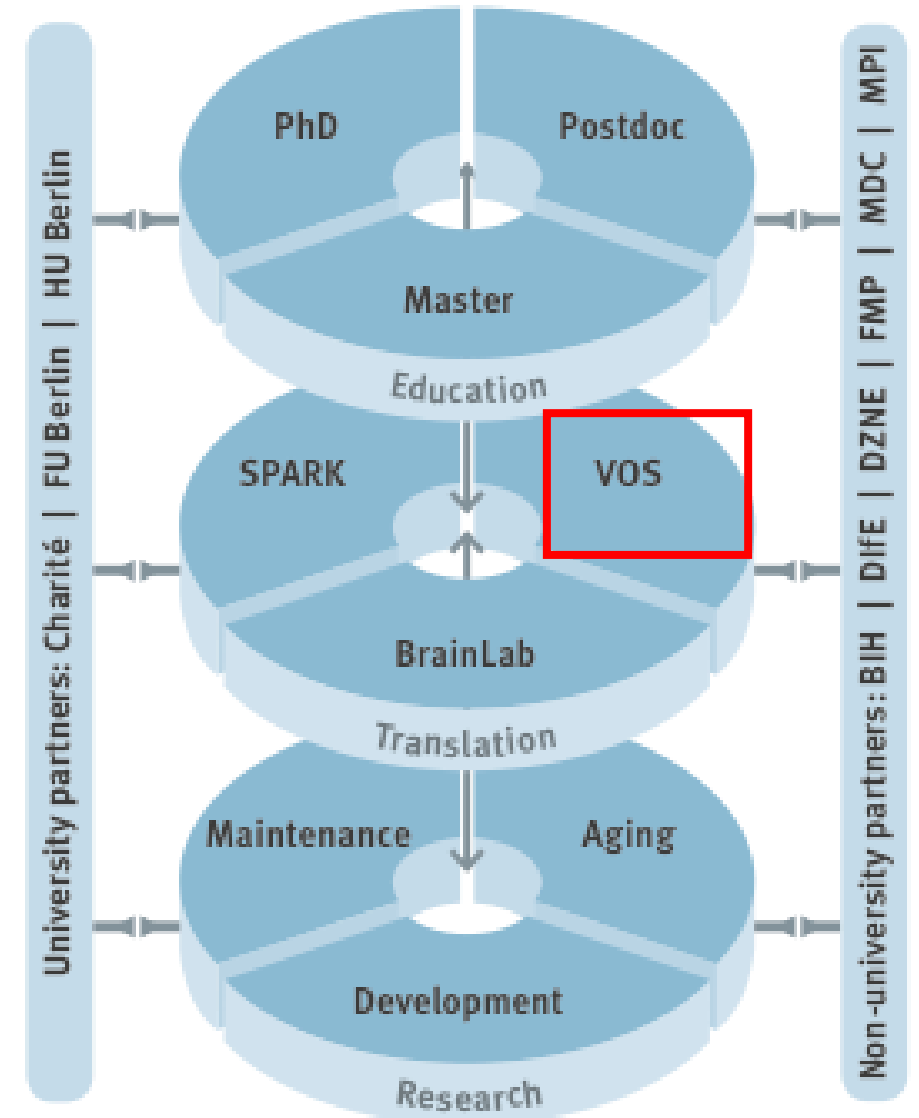 University partners: Charité | FU Berlin | HU Berlin
PhD
Postdoc
Master
Education
SPARK
VOS
BrainLab
Translation
Maintenance
Aging
Development
Research
Non-university partners: BIH | DIfE | DZNE | FMP | MDC | MPI